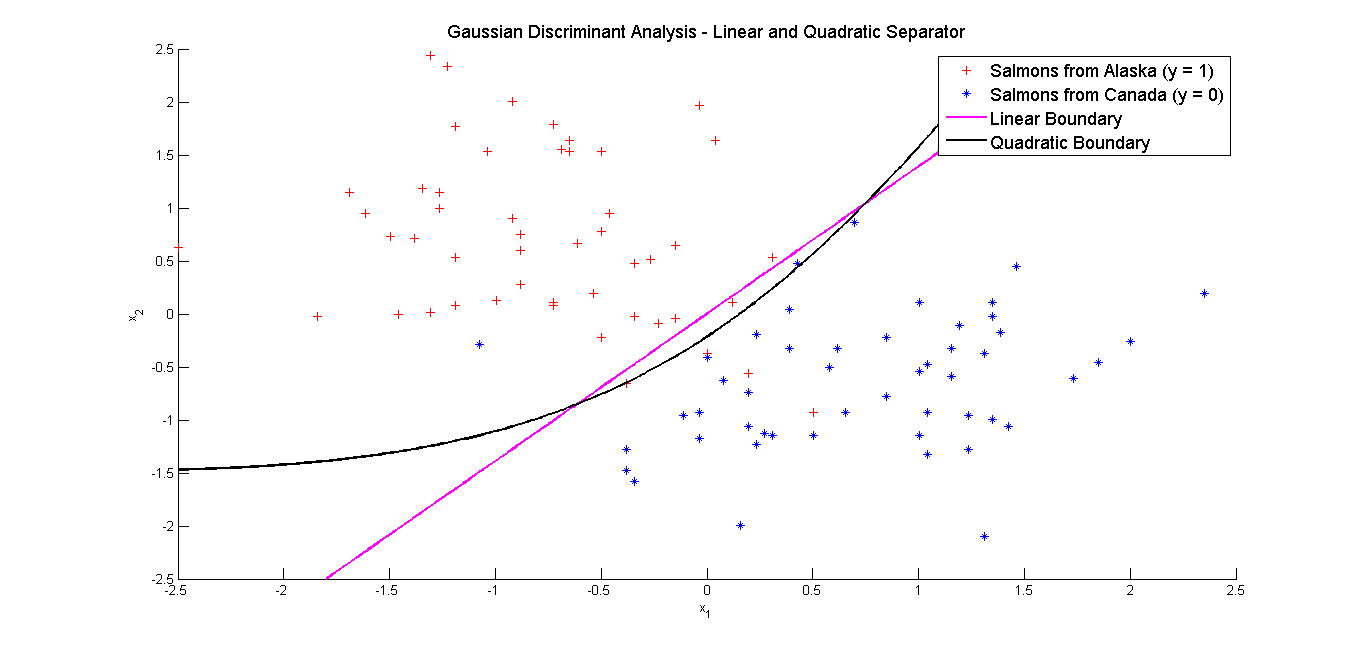 Gaussian Discriminant Analysis - Linear and Quadratic Separator
Salmons from Alaska (y = 1)
Salmons from Canada (y = 0)
Linear Boundary
Quadratic Boundary
2.5
2
1.5
1
0.5
0
-0.5
-1
-1.5
-2
-2.5
x2
-2.5 -2 -1.5 -1 -0.5 0 0.5 1 1.5 2 2.5
x1